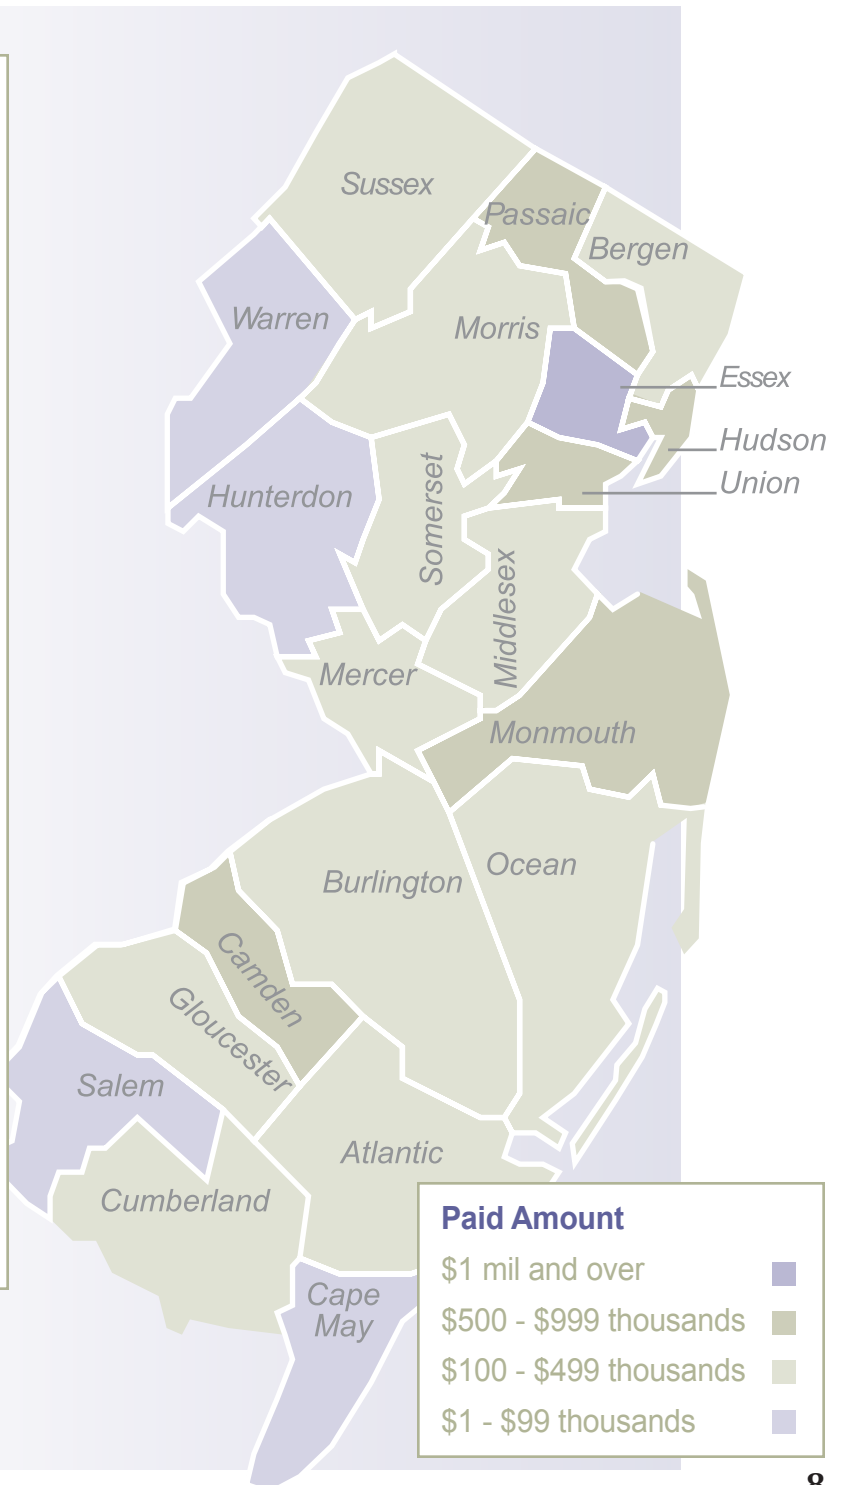 Sussex
Passaic
Bergen
Warren
Morris
Essex
Hudson
Union
Hunterdon
Somerset
Middlesex
Mercer
Monmouth
Ocean
Burlington
Camden
Gloucester
Salem
Atlantic
Cumberland
Cape
May
Paid Amount
$1 mil and over
$500 - $999 thousands
$100 - $499 thousands
$1 - $99 thousands
8